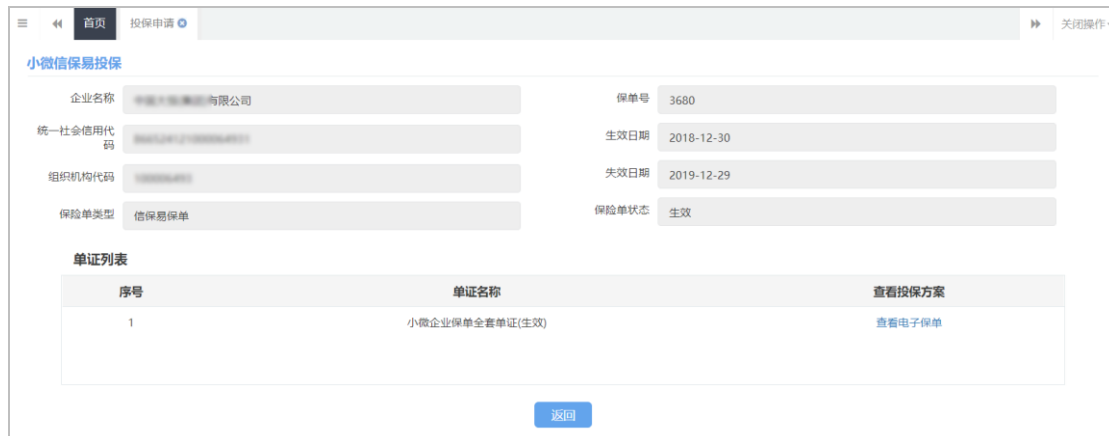 首页 投保申请 关闭操作
小微信保易投保
企业名称 有限公司 保单号 3680
统一社会信用代码 生效日期 2018-12-30
组织机构代码 失效日期 2019-12-29
保险单类型 信保易保单 保险单状态 生效
单证列表
序号 单证名称 查看投保方案
1 小微企业保单全套单证(生效) 查看电子保单
返回